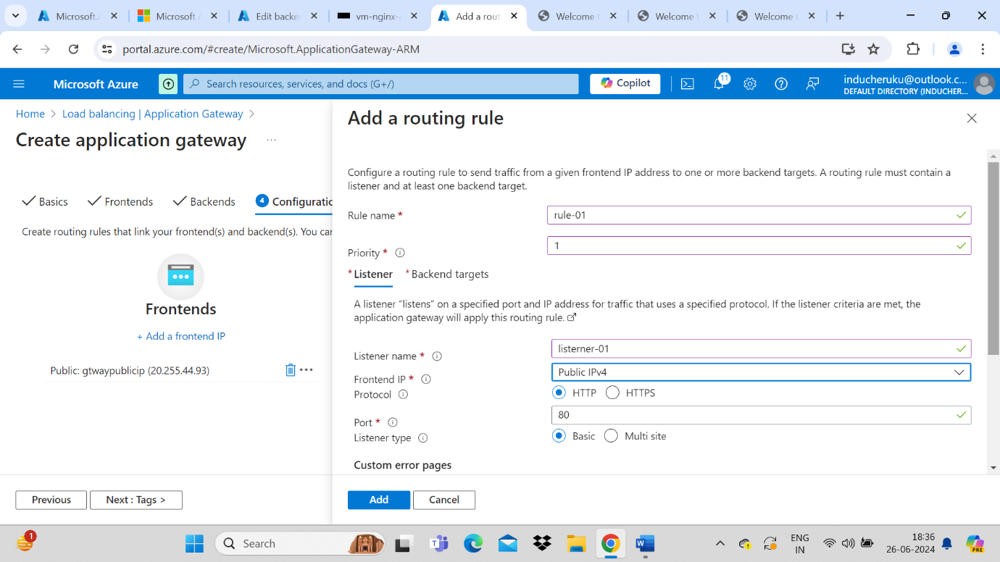 Microsoft.
Microsoft
Edit backe
vm-nginx-
Add a rout
Welcome
Welcome
Welcome
portal.azure.com/#create/Microsoft.ApplicationGateway-ARM
Microsoft Azure
Search resources, services, and docs (G+/)
Copilot
11
inducheruku@outlook.c...
DEFAULT DIRECTORY (INDUCHER...
Home > Load balancing | Application Gateway >
Create application gateway ...
Basics
Frontends
Backends
4 Configuratio
Create routing rules that link your frontend(s) and backend(s). You car
Frontends
+ Add a frontend IP
Public: gtwaypublicip (20.255.44.93)
Previous
Next : Tags >
Add a routing rule
Configure a routing rule to send traffic from a given frontend IP address to one or more backend targets. A routing rule must contain a
listener and at least one backend target.
Rule name *
rule-01
Priority *
1
* Listener
* Backend targets
A listener "listens" on a specified port and IP address for traffic that uses a specified protocol. If the listener criteria are met, the
application gateway will apply this routing rule.
Listener name *
listerner-01
Frontend IP *
Public IPv4
Protocol
HTTP
HTTPS
Port *
80
Listener type
Basic
Multi site
Custom error pages
Add
Cancel
1
Search
ENG
IN
18:36
26-06-2024
PRE